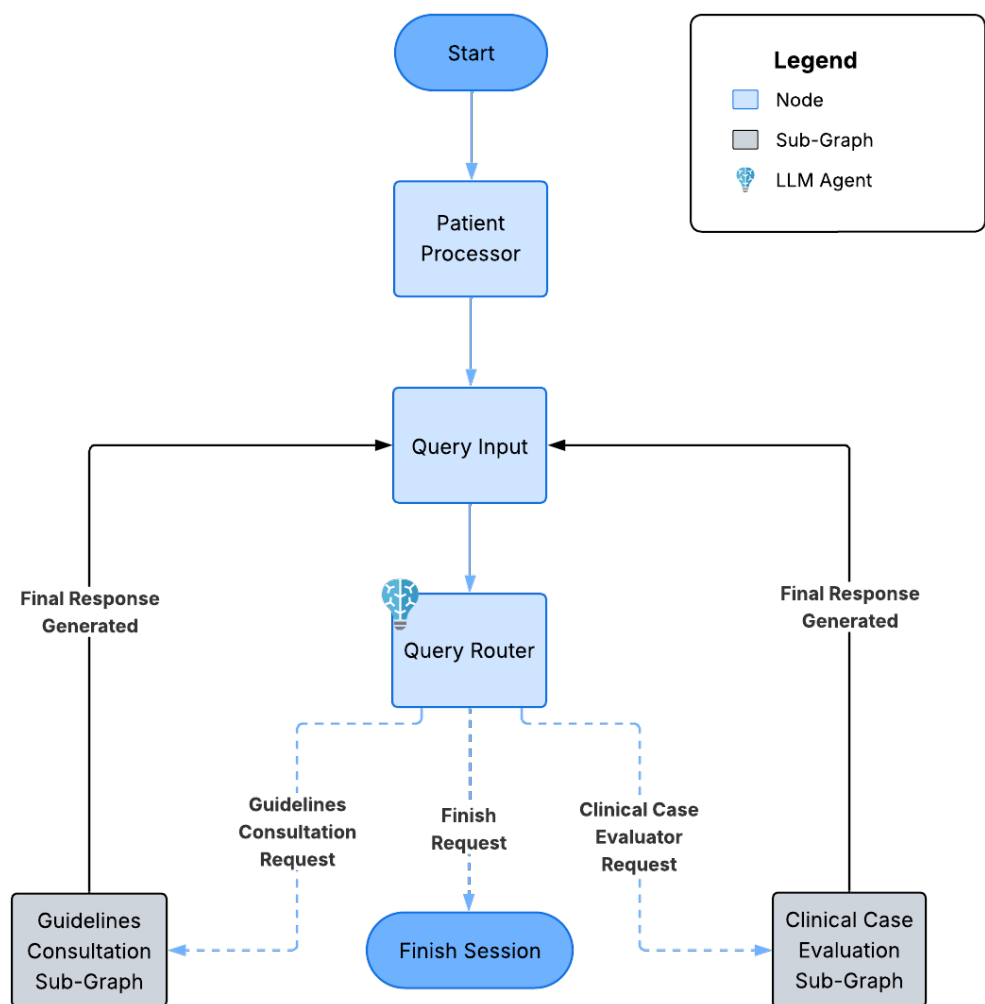 Start
Legend
Node
Sub-Graph
LLM Agent
Patient
Processor
Query Input
Final Response
Generated
Final Response
Generated
Query Router
Guidelines
Consultation
Request
Finish
Request
Clinical Case
Evaluator
Request
Guidelines
Consultation
Sub-Graph
Finish Session
Clinical Case
Evaluation
Sub-Graph